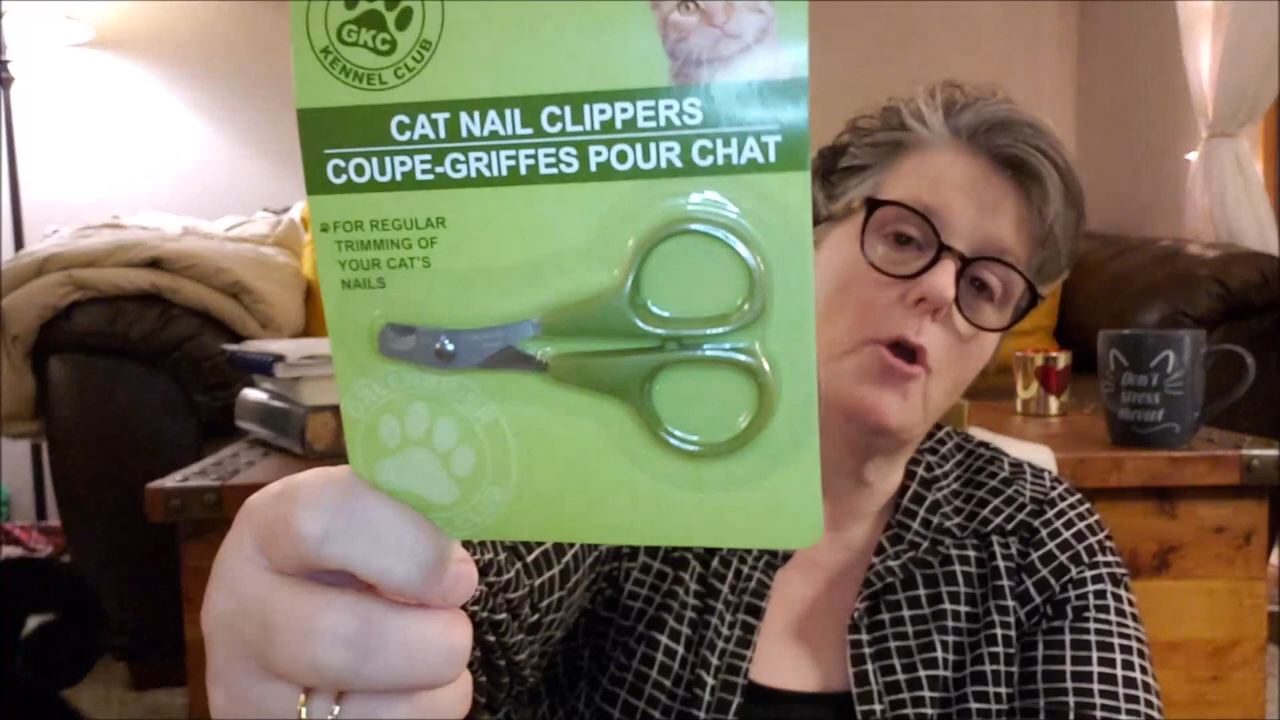 GKC
KENNEL CLUB
CAT NAIL CLIPPERS
COUPE-GRIFFES POUR CHAT
FOR REGULAR
TRIMMING OF
YOUR CAT'S
NAILS
Don't
stress
meowt